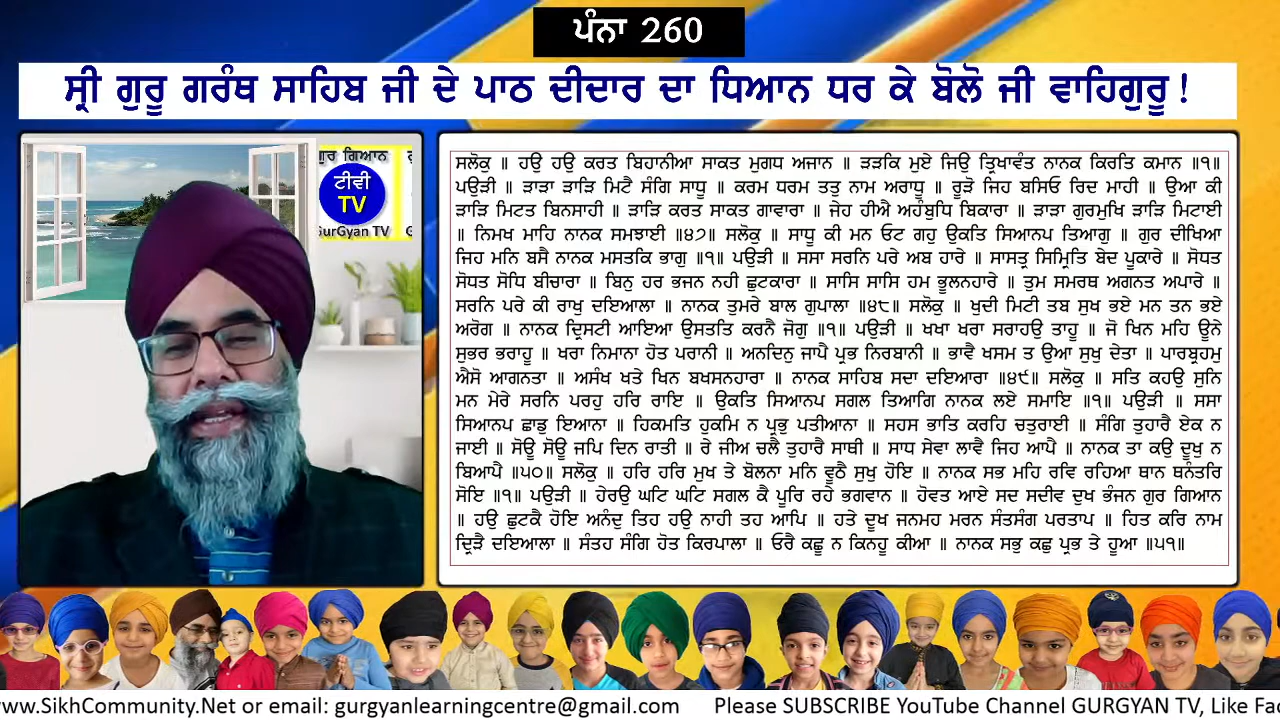 ਪੰਨਾ 260
ਸ੍ਰੀ ਗੁਰੂ ਗਰੰਥ ਸਾਹਿਬ ਜੀ ਦੇ ਪਾਠ ਦੀਦਾਰ ਦਾ ਧਿਆਨ ਧਰ ਕੇ ਬੋਲੋ ਜੀ ਵਾਹਿਗੁਰੂ!
ਗੁਰ ਗਿਆਨ
ਟੀਵੀ
TV
GurGyan TV
ਸਲੋਕੁ ॥ ਹਉ ਹਉ ਕਰਤ ਬਿਹਾਨੀਆ ਸਾਕਤ ਮੁਗਧ ਅਜਾਨ ॥ ੜੜਕਿ ਮੁਏ ਜਿਉ ਤ੍ਰਿਖਾਵੰਤ ਨਾਨਕ ਕਿਰਤਿ ਕਮਾਨ ॥੧॥
ਪਉੜੀ ॥ ੜਾੜਾ ੜਾੜਿ ਮਿਟੈ ਸੰਗਿ ਸਾਧੂ ॥ ਕਰਮ ਧਰਮ ਤਤੁ ਨਾਮ ਅਰਾਧੂ ॥ ਰੂੜੋ ਜਿਹ ਬਸਿਓ ਰਿਦ ਮਾਹੀ ॥ ਉਆ ਕੀ
ੜਾੜਿ ਮਿਟਤ ਬਿਨਸਾਹੀ ॥ ੜਾੜਿ ਕਰਤ ਸਾਕਤ ਗਾਵਾਰਾ ॥ ਜੇਹ ਹੀਐ ਅਹੰਬੁਧਿ ਬਿਕਾਰਾ ॥ ੜਾੜਾ ਗੁਰਮੁਖਿ ੜਾੜਿ ਮਿਟਾਈ
॥ ਨਿਮਖ ਮਾਹਿ ਨਾਨਕ ਸਮਝਾਈ ॥੪੭॥ ਸਲੋਕੁ ॥ ਸਾਧੂ ਕੀ ਮਨ ਓਟ ਗਹੁ ਉਕਤਿ ਸਿਆਨਪ ਤਿਆਗੁ ॥ ਗੁਰ ਦੀਖਿਆ
ਜਿਹ ਮਨਿ ਬਸੈ ਨਾਨਕ ਮਸਤਕਿ ਭਾਗੁ ॥੧॥ ਪਉੜੀ ॥ ਸਸਾ ਸਰਨਿ ਪਰੇ ਅਬ ਹਾਰੇ ॥ ਸਾਸਤ੍ਰ ਸਿਮ੍ਰਿਤਿ ਬੇਦ ਪੂਕਾਰੇ ॥ ਸੋਧਤ
ਸੋਧਤ ਸੋਧਿ ਬੀਚਾਰਾ ॥ ਬਿਨੁ ਹਰ ਭਜਨ ਨਹੀ ਛੁਟਕਾਰਾ ॥ ਸਾਸਿ ਸਾਸਿ ਹਮ ਭੂਲਨਹਾਰੇ ॥ ਤੁਮ ਸਮਰਥ ਅਗਨਤ ਅਪਾਰੇ ॥
ਸਰਨਿ ਪਰੇ ਕੀ ਰਾਖੁ ਦਇਆਲਾ ॥ ਨਾਨਕ ਤੁਮਰੇ ਬਾਲ ਗੁਪਾਲਾ ॥੪੮॥ ਸਲੋਕੁ ॥ ਖੁਦੀ ਮਿਟੀ ਤਬ ਸੁਖ ਭਏ ਮਨ ਤਨ ਭਏ
ਅਰੋਗ ॥ ਨਾਨਕ ਦ੍ਰਿਸਟੀ ਆਇਆ ਉਸਤਤਿ ਕਰਨੈ ਜੋਗੁ ॥੧॥ ਪਉੜੀ ॥ ਖਖਾ ਖਰਾ ਸਰਾਹਉ ਤਾਹੂ ॥ ਜੋ ਖਿਨ ਮਹਿ ਊਨੇ
ਸੁਭਰ ਭਰਾਹੂ ॥ ਖਰਾ ਨਿਮਾਨਾ ਹੋਤ ਪਰਾਨੀ ॥ ਅਨਦਿਨੁ ਜਾਪੈ ਪ੍ਰਭ ਨਿਰਬਾਨੀ ॥ ਭਾਵੈ ਖਸਮ ਤ ਉਆ ਸੁਖੁ ਦੇਤਾ ॥ ਪਾਰਬ੍ਰਹਮੁ
ਐਸੋ ਆਗਨਤਾ ॥ ਅਸੰਖ ਖਤੇ ਖਿਨ ਬਖਸਨਹਾਰਾ ॥ ਨਾਨਕ ਸਾਹਿਬ ਸਦਾ ਦਇਆਰਾ ॥੪੯॥ ਸਲੋਕੁ ॥ ਸਤਿ ਕਹਉ ਸੁਨਿ
ਮਨ ਮੇਰੇ ਸਰਨਿ ਪਰਹੁ ਹਰਿ ਰਾਇ ॥ ਉਕਤਿ ਸਿਆਨਪ ਸਗਲ ਤਿਆਗਿ ਨਾਨਕ ਲਏ ਸਮਾਇ ॥੧॥ ਪਉੜੀ ॥ ਸਸਾ
ਸਿਆਨਪ ਛਾਡੁ ਇਆਨਾ ॥ ਹਿਕਮਤਿ ਹੁਕਮਿ ਨ ਪ੍ਰਭੁ ਪਤੀਆਨਾ ॥ ਸਹਸ ਭਾਤਿ ਕਰਹਿ ਚਤੁਰਾਈ ॥ ਸੰਗਿ ਤੁਹਾਰੈ ਏਕ ਨ
ਜਾਈ ॥ ਸੋਊ ਸੋਊ ਜਪਿ ਦਿਨ ਰਾਤੀ ॥ ਰੇ ਜੀਅ ਚਲੈ ਤੁਹਾਰੈ ਸਾਥੀ ॥ ਸਾਧ ਸੇਵਾ ਲਾਵੈ ਜਿਹ ਆਪੈ ॥ ਨਾਨਕ ਤਾ ਕਉ ਦੂਖੁ ਨ
ਬਿਆਪੈ ॥੫੦॥ ਸਲੋਕੁ ॥ ਹਰਿ ਹਰਿ ਮੁਖ ਤੇ ਬੋਲਨਾ ਮਨਿ ਵੂਠੈ ਸੁਖੁ ਹੋਇ ॥ ਨਾਨਕ ਸਭ ਮਹਿ ਰਵਿ ਰਹਿਆ ਥਾਨ ਥਨੰਤਰਿ
ਸੋਇ ॥੧॥ ਪਉੜੀ ॥ ਹੇਰਉ ਘਟਿ ਘਟਿ ਸਗਲ ਕੈ ਪੂਰਿ ਰਹੇ ਭਗਵਾਨ ॥ ਹੋਵਤ ਆਏ ਸਦ ਸਦੀਵ ਦੁਖ ਭੰਜਨ ਗੁਰ ਗਿਆਨ
॥ ਹਉ ਛੁਟਕੈ ਹੋਇ ਅਨੰਦੁ ਤਿਹ ਹਉ ਨਾਹੀ ਤਹ ਆਪਿ ॥ ਹਤੇ ਦੂਖ ਜਨਮਹ ਮਰਨ ਸੰਤਸੰਗ ਪਰਤਾਪ ॥ ਹਿਤ ਕਰਿ ਨਾਮ
ਦ੍ਰਿੜੈ ਦਇਆਲਾ ॥ ਸੰਤਹ ਸੰਗਿ ਹੋਤ ਕਿਰਪਾਲਾ ॥ ਓਰੈ ਕਛੂ ਨ ਕਿਨਹੂ ਕੀਆ ॥ ਨਾਨਕ ਸਭੁ ਕਛੁ ਪ੍ਰਭ ਤੇ ਹੂਆ ॥੫੧॥
www.SikhCommunity.Net or email: gurgyanlearningcentre@gmail.com Please SUBSCRIBE YouTube Channel GURGYAN TV, Like